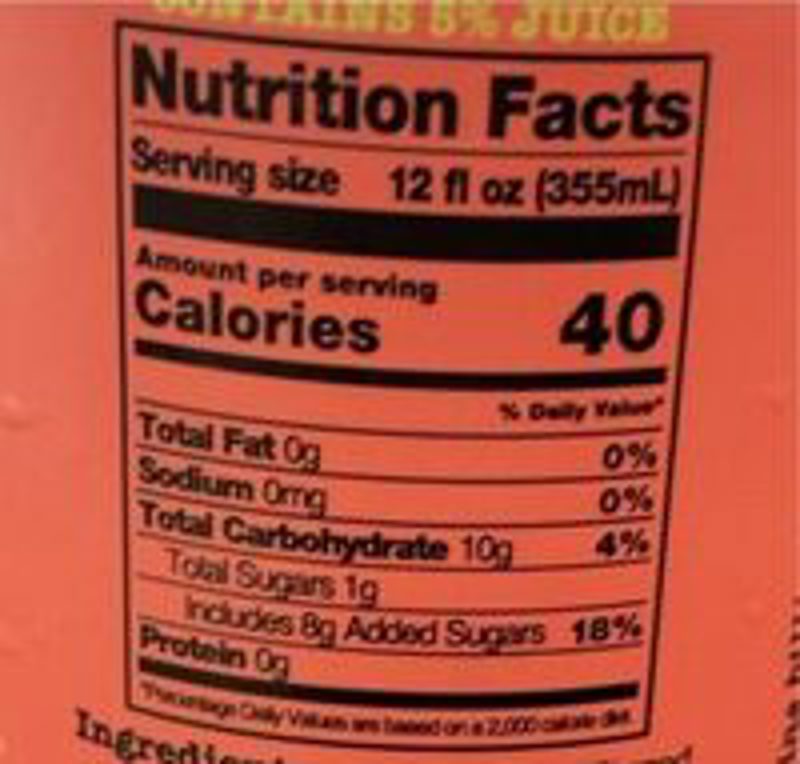 CONTAINS 5% JUICE
Nutrition Facts
Serving size 12 fl oz (355mL)
Amount per serving
Calories 40
% Daily Value*
Total Fat 0g 0%
Sodium 0mg 0%
Total Carbohydrate 10g 4%
Total Sugars 1g
Includes 8g Added Sugars 18%
Protein 0g
*Percentage Daily Values are based on a 2,000 calorie diet.